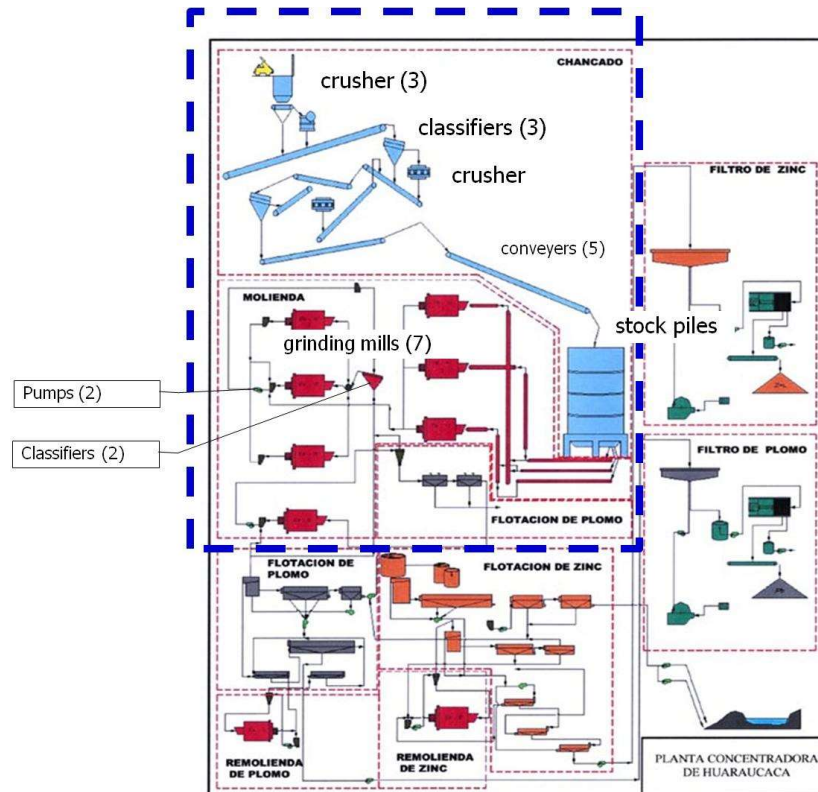 CHANCADO
crusher (3)
classifiers (3)
crusher
FILTRO DE ZINC
conveyers (5)
MOLIENDA
stock piles
grinding mills (7)
Pumps (2)
Classifiers (2)
FILTRO DE PLOMO
FLOTACION DE PLOMO
FLOTACION DE
PLOMO
FLOTACION DE ZINC
REMOLIENDA
DE PLOMO
REMOLIENDA
DE ZINC
PLANTA CONCENTRADORA
DE HUARAUCACA